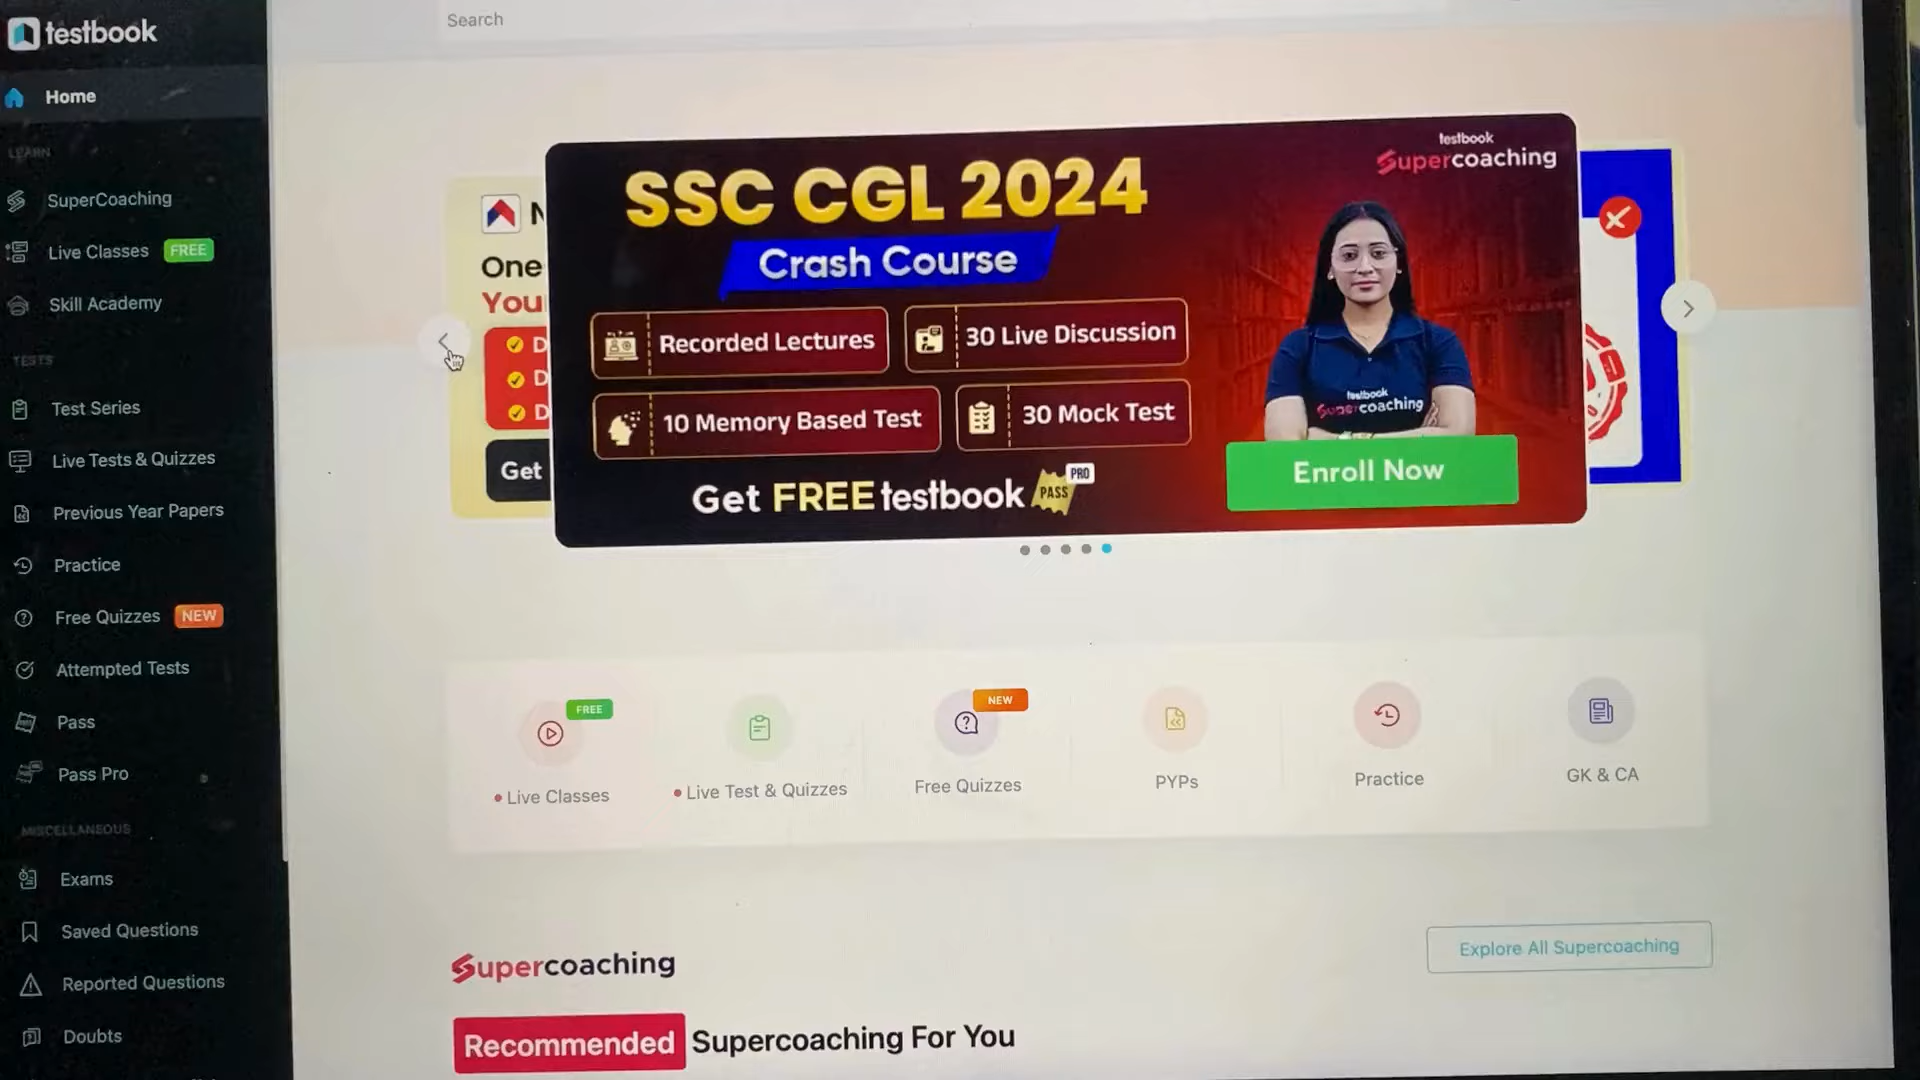 testbook
Search
Home
LEARN
SuperCoaching
Live Classes FREE
Skill Academy
TESTS
Test Series
Live Tests & Quizzes
Previous Year Papers
Practice
Free Quizzes NEW
Attempted Tests
Pass
Pass Pro
MISCELLANEOUS
Exams
Saved Questions
Reported Questions
Doubts
N
One
You
D
D
D
Get
testbook
Supercoaching
SSC CGL 2024
Crash Course
Recorded Lectures
30 Live Discussion
10 Memory Based Test
30 Mock Test
Get FREE testbook PASS PRO
testbook
Supercoaching
Enroll Now
FREE
Live Classes
Live Test & Quizzes
NEW
Free Quizzes
PYPs
Practice
GK & CA
Supercoaching
Explore All Supercoaching
Recommended Supercoaching For You